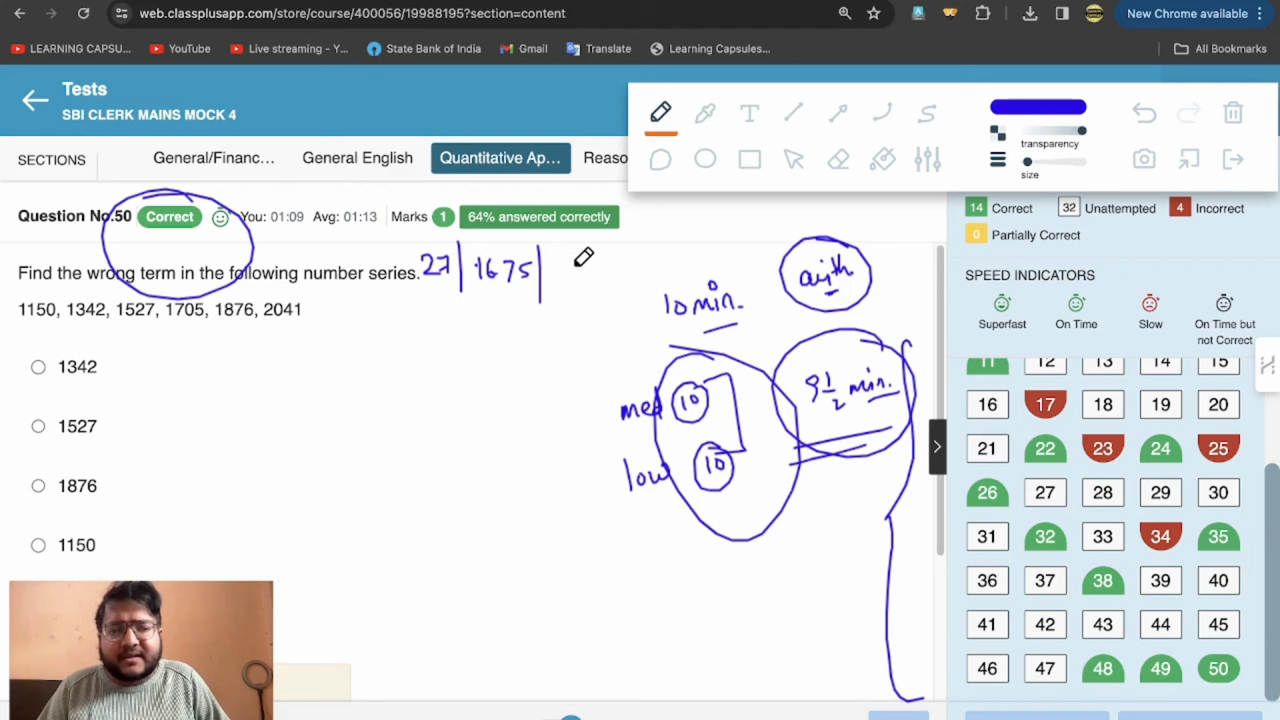 web.classplusapp.com/store/course/400056/19988195?section=content
New Chrome available
LEARNING CAPSU...
YouTube
Live streaming - Y...
State Bank of India
Gmail
Translate
Learning Capsules...
All Bookmarks
Tests
SBI CLERK MAINS MOCK 4
T
transparency
size
SECTIONS
General/Financ...
General English
Quantitative Ap...
Reaso
Question No.50
Correct
You: 01:09
Avg: 01:13
Marks 1
64% answered correctly
Find the wrong term in the following number series.
27 | 1675 |
1150, 1342, 1527, 1705, 1876, 2041
1342
1527
1876
1150
10 min.
arith
med 10
low 10
9 1/2 min.
14 Correct
32 Unattempted
4 Incorrect
0 Partially Correct
SPEED INDICATORS
Superfast
On Time
Slow
On Time but not Correct
11 12 13 14 15
16 17 18 19 20
21 22 23 24 25
26 27 28 29 30
31 32 33 34 35
36 37 38 39 40
41 42 43 44 45
46 47 48 49 50